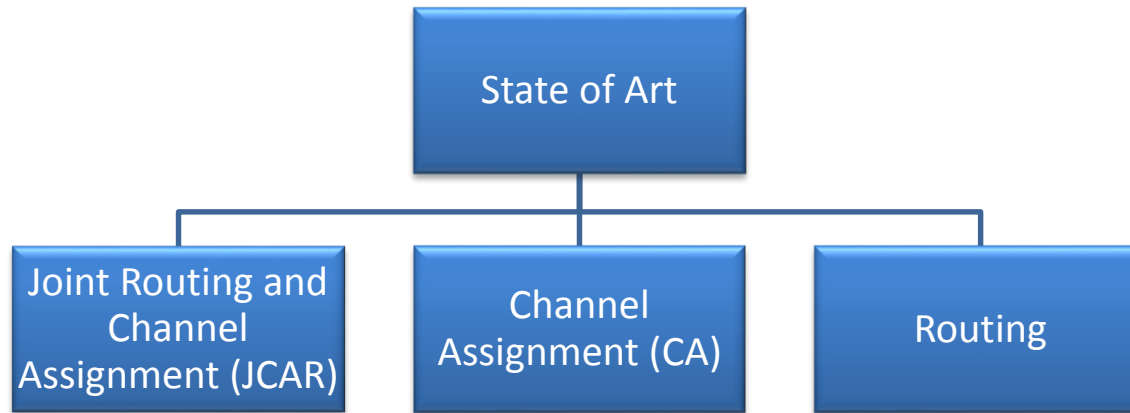 State of Art
Joint Routing and
Channel
Assignment (JCAR)
Channel
Assignment (CA)
Routing